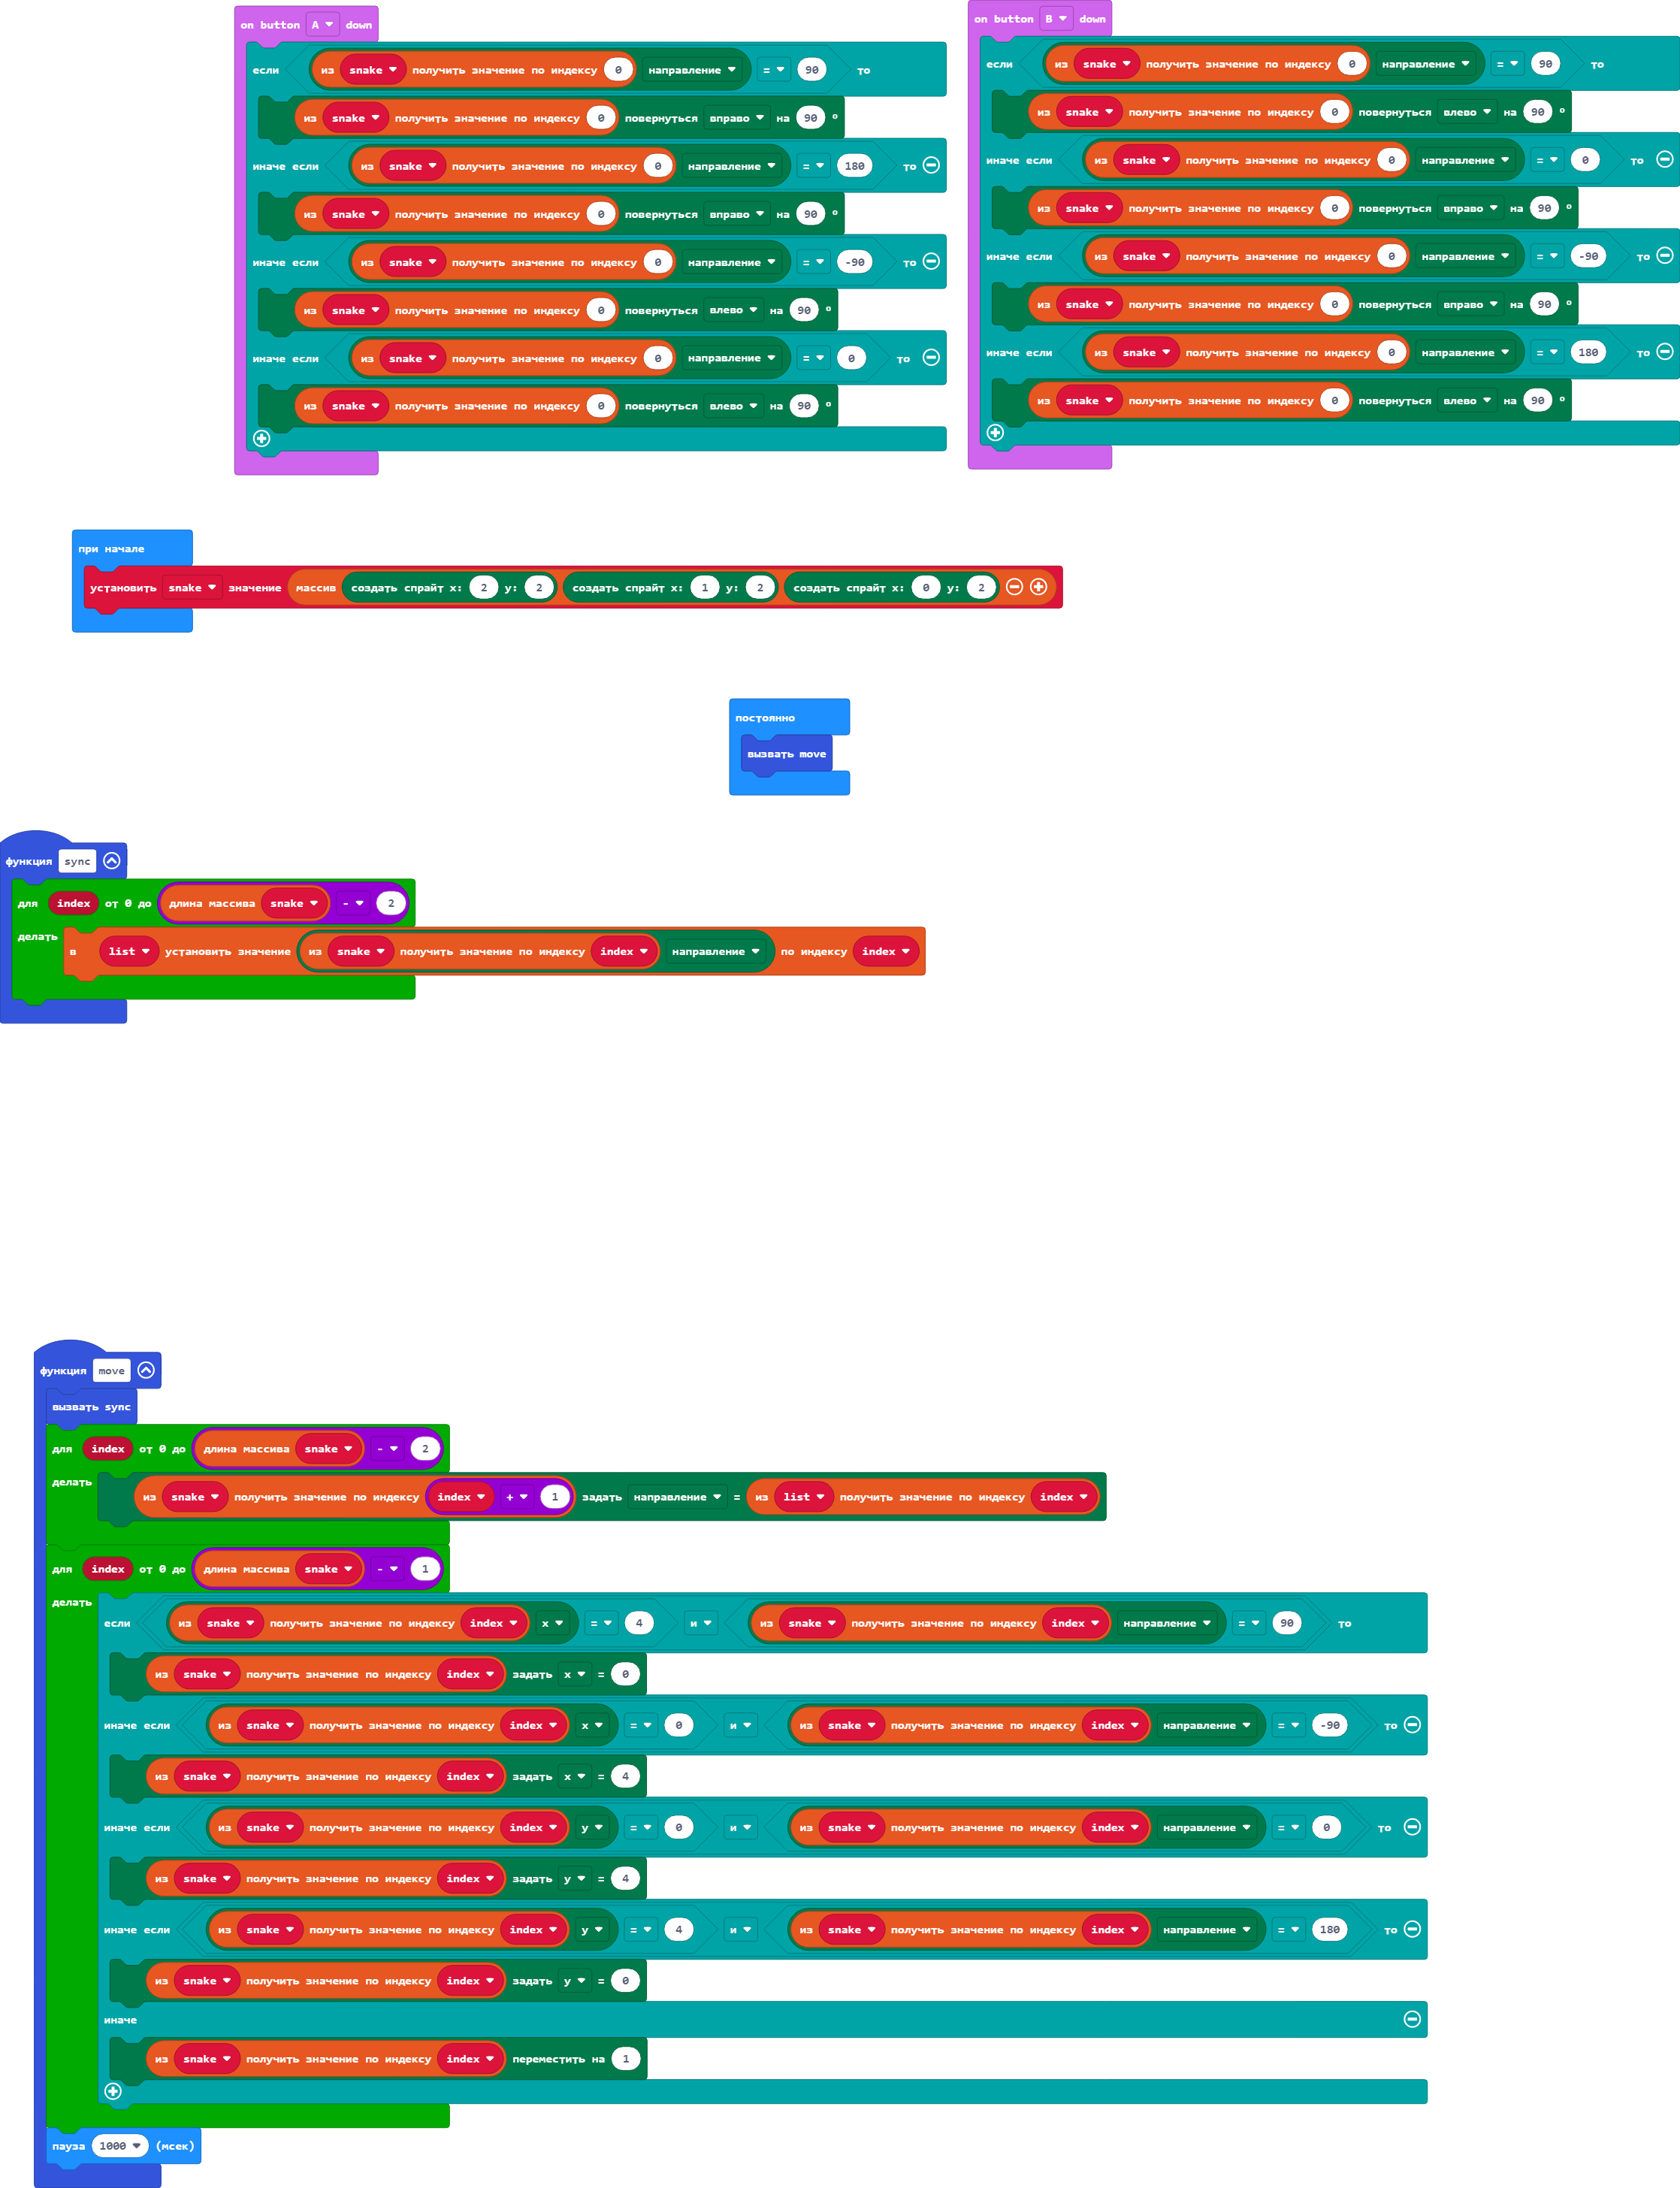 on button A down
если из snake получить значение по индексу 0 направление = 90 то
из snake получить значение по индексу 0 повернуться вправо на 90 °
иначе если из snake получить значение по индексу 0 направление = 180 то
из snake получить значение по индексу 0 повернуться вправо на 90 °
иначе если из snake получить значение по индексу 0 направление = -90 то
из snake получить значение по индексу 0 повернуться влево на 90 °
иначе если из snake получить значение по индексу 0 направление = 0 то
из snake получить значение по индексу 0 повернуться влево на 90 °
on button B down
если из snake получить значение по индексу 0 направление = 90 то
из snake получить значение по индексу 0 повернуться влево на 90 °
иначе если из snake получить значение по индексу 0 направление = 0 то
из snake получить значение по индексу 0 повернуться вправо на 90 °
иначе если из snake получить значение по индексу 0 направление = -90 то
из snake получить значение по индексу 0 повернуться вправо на 90 °
иначе если из snake получить значение по индексу 0 направление = 180 то
из snake получить значение по индексу 0 повернуться влево на 90 °
при начале
установить snake значение массив создать спрайт x: 2 y: 2 создать спрайт x: 1 y: 2 создать спрайт x: 0 y: 2
постоянно
вызвать move
функция sync
для index от 0 до длина массива snake - 2
делать
в list установить значение из snake получить значение по индексу index направление по индексу index
функция move
вызвать sync
для index от 0 до длина массива snake - 2
делать
из snake получить значение по индексу index + 1 задать направление = из list получить значение по индексу index
для index от 0 до длина массива snake - 1
делать
если из snake получить значение по индексу index x = 4 и из snake получить значение по индексу index направление = 90 то
из snake получить значение по индексу index задать x = 0
иначе если из snake получить значение по индексу index x = 0 и из snake получить значение по индексу index направление = -90 то
из snake получить значение по индексу index задать x = 4
иначе если из snake получить значение по индексу index y = 0 и из snake получить значение по индексу index направление = 0 то
из snake получить значение по индексу index задать y = 4
иначе если из snake получить значение по индексу index y = 4 и из snake получить значение по индексу index направление = 180 то
из snake получить значение по индексу index задать y = 0
иначе
из snake получить значение по индексу index переместить на 1
пауза 1000 (мсек)